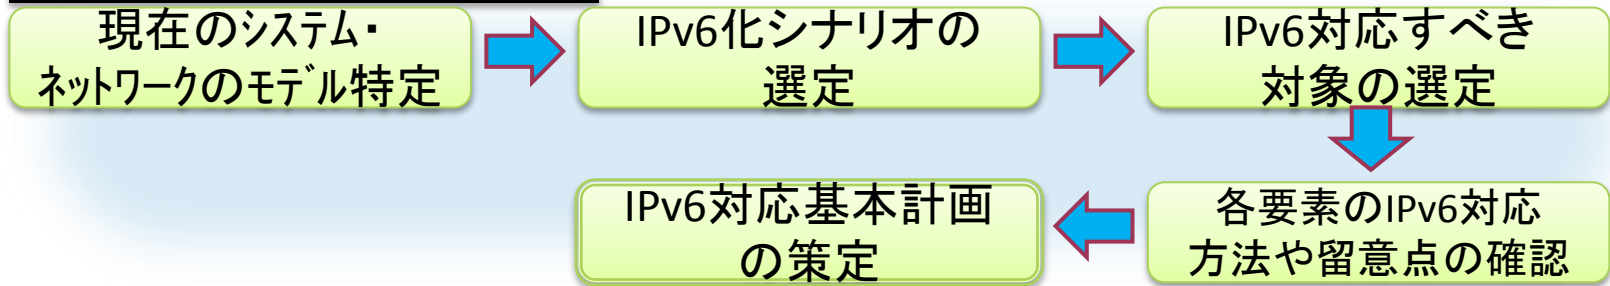 現在のシステム・
ネットワークのモデル特定
IPv6化シナリオの
選定
IPv6対応すべき
対象の選定
各要素のIPv6対応
方法や留意点の確認
IPv6対応基本計画
の策定